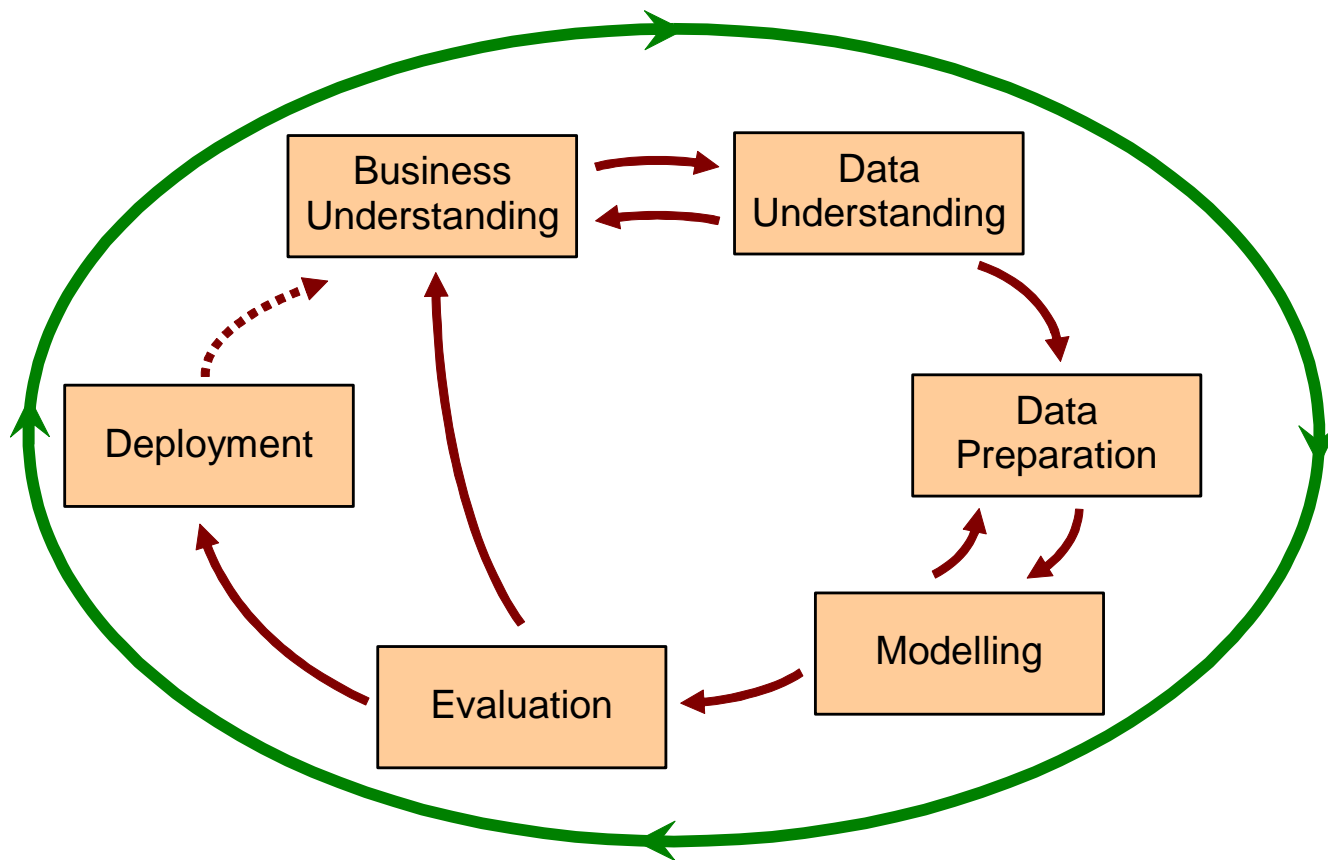 Business
Understanding
Data
Understanding
Data
Preparation
Modelling
Evaluation
Deployment